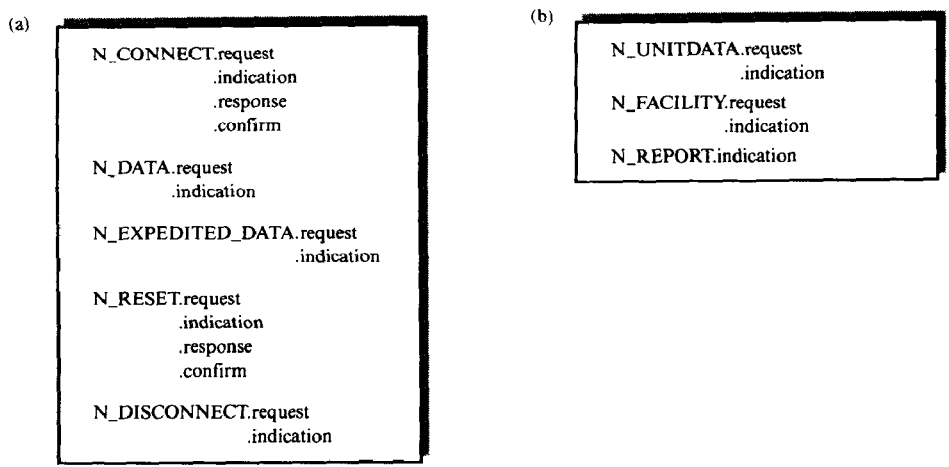 (a)
N_CONNECT.request
.indication
.response
.confirm
N_DATA.request
.indication
N_EXPEDITED_DATA.request
.indication
N_RESET.request
.indication
.response
.confirm
N_DISCONNECT.request
.indication
(b)
N_UNITDATA.request
.indication
N_FACILITY.request
.indication
N_REPORT.indication